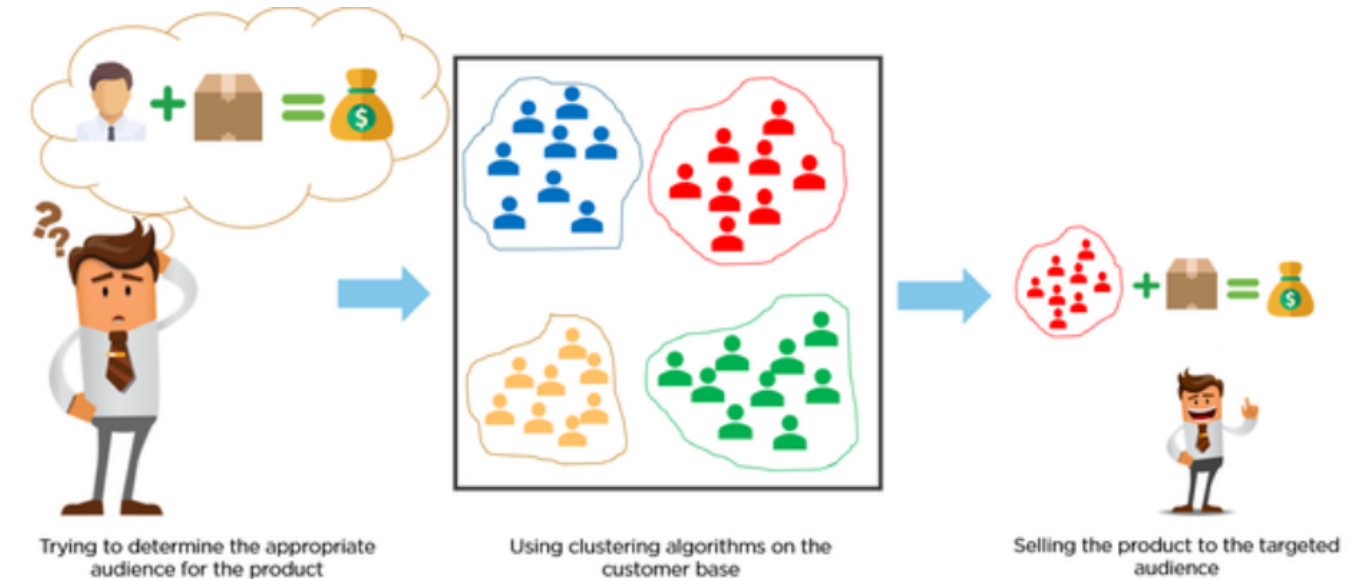 $
??
Trying to determine the appropriate
audience for the product
Using clustering algorithms on the
customer base
$
Selling the product to the targeted
audience